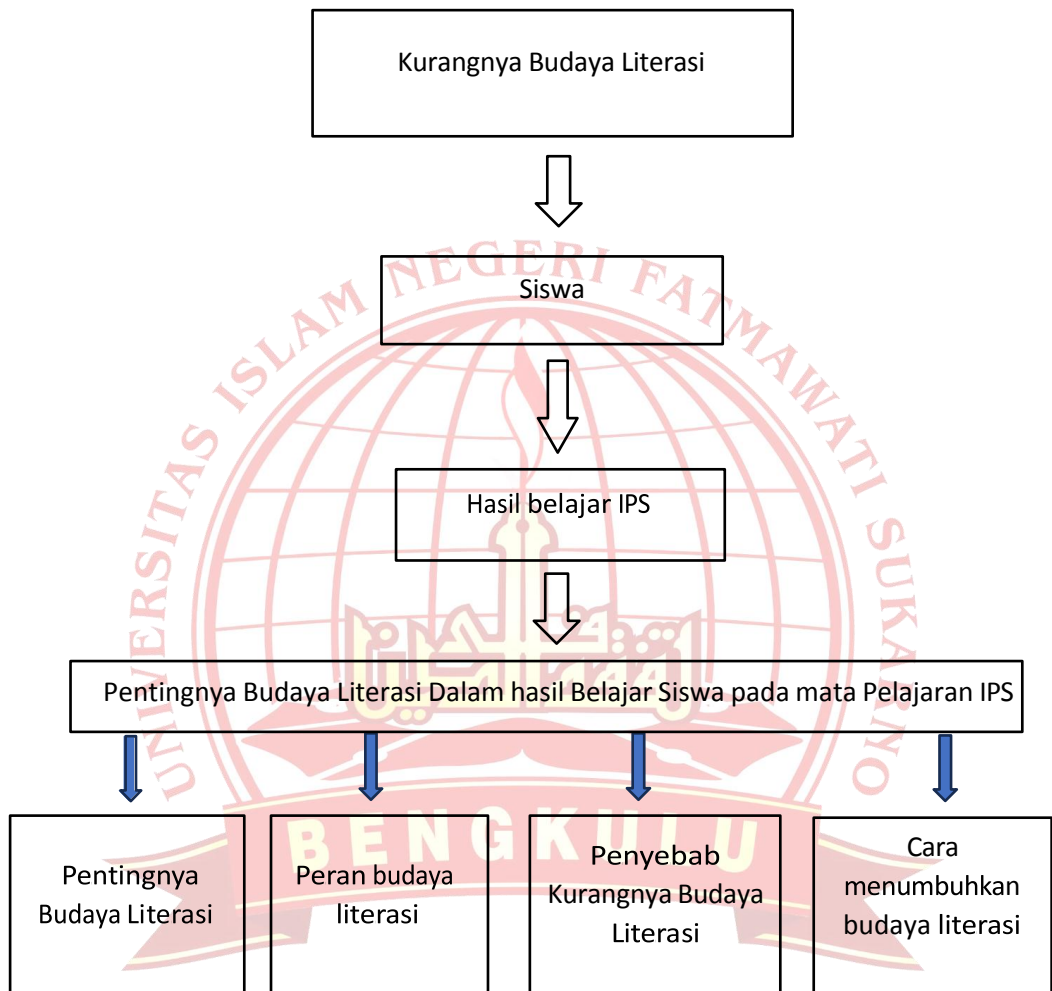 Kurangnya Budaya Literasi
UNIVERSITAS ISLAM NEGERI FATMAWATI SUKARNO
Siswa
Hasil belajar IPS
Pentingnya Budaya Literasi Dalam hasil Belajar Siswa pada mata Pelajaran IPS
BENGKULU
Pentingnya
Budaya Literasi
Peran budaya
literasi
Penyebab
Kurangnya Budaya
Literasi
Cara
menumbuhkan
budaya literasi